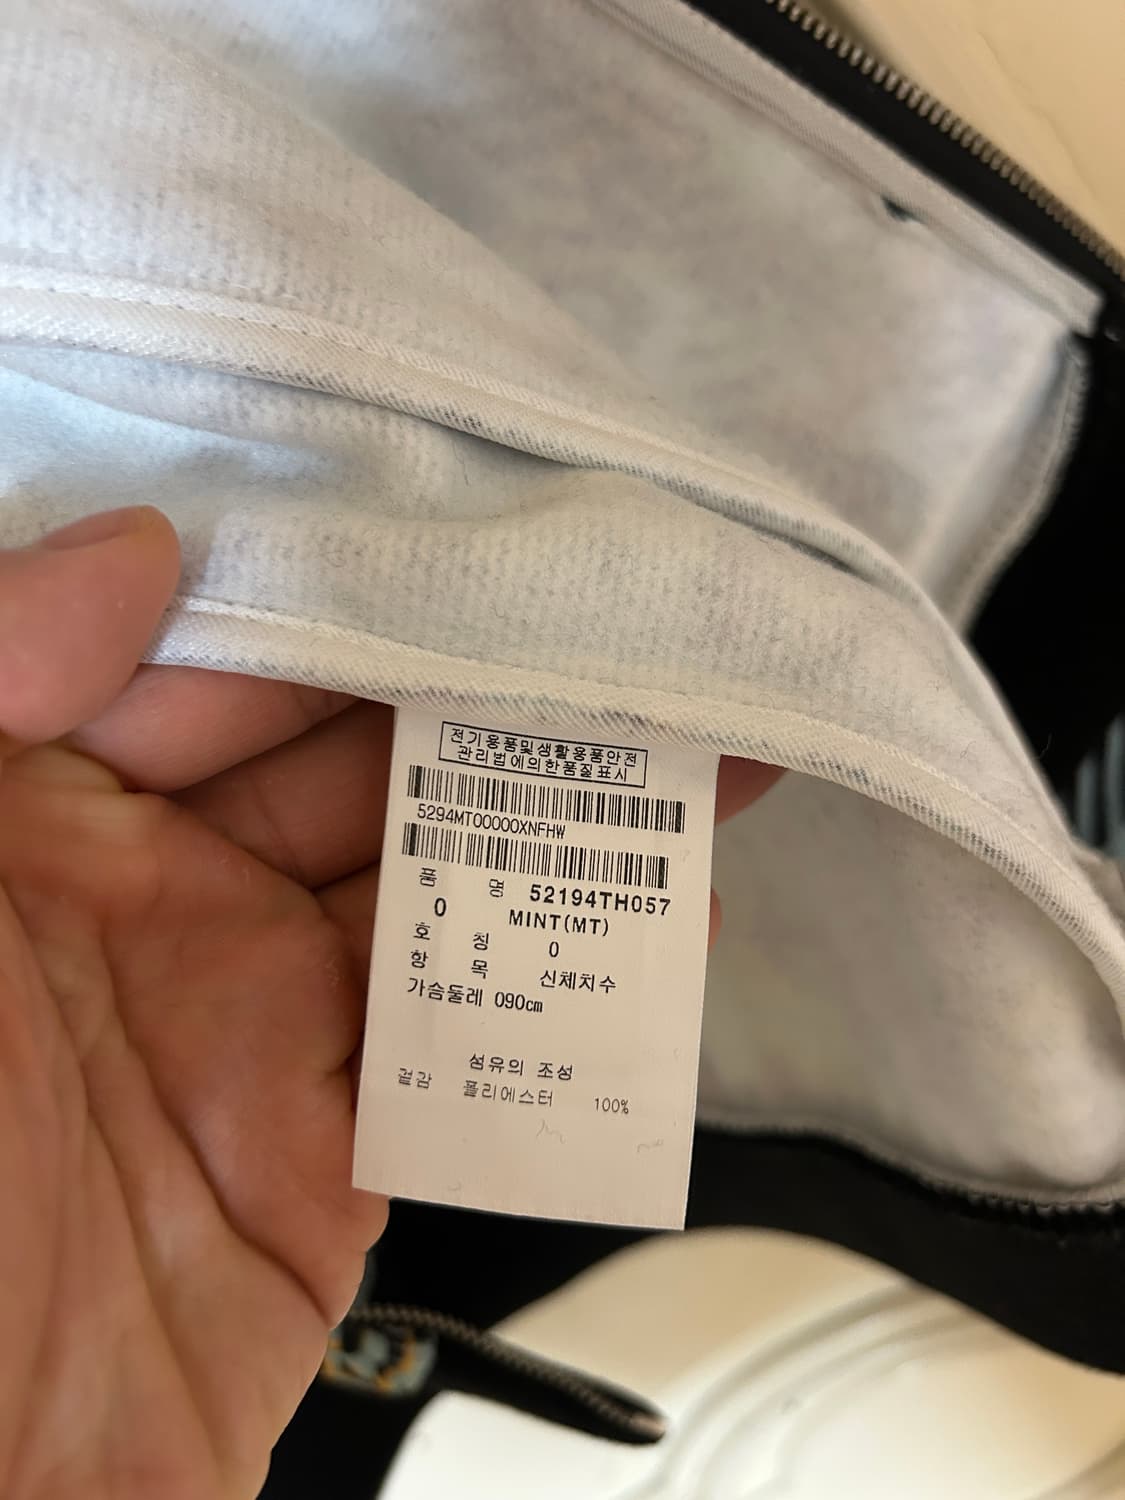 전기용품및생활용품안전
관리법에의한품질표시
5294MT00000XNFHW
품 명 52194TH057
0 MINT(MT)
호 칭 0
항 목 신체치수
가슴둘레 090cm
섬유의 조성
겉감 폴리에스터 100%